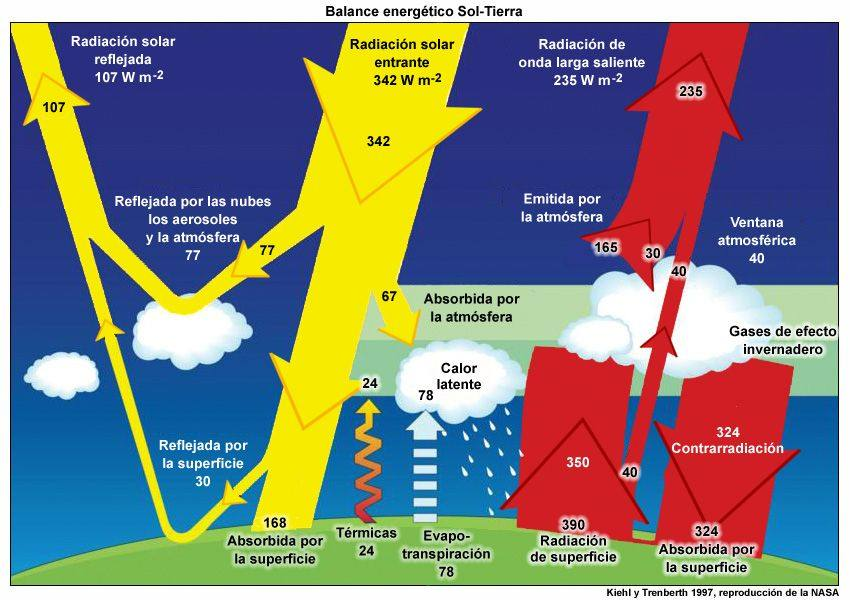 Balance energético Sol-Tierra
Radiación solar
reflejada
107 W m-2
107
Radiación solar
entrante
342 W m-2
342
Radiación de
onda larga saliente
235 W m-2
235
Reflejada por las nubes
los aerosoles
y la atmósfera
77
77
Emitida por
la atmósfera
165
30
40
Ventana
atmosférica
40
67
Absorbida por
la atmósfera
Gases de efecto
invernadero
24
Calor
latente
78
Reflejada por
la superficie
30
350
40
324
Contrarradiación
168
Absorbida por
la superficie
Térmicas
24
Evapo-
transpiración
78
390
Radiación
de superficie
324
Absorbida por
la superficie
Kiehl y Trenberth 1997, reproducción de la NASA